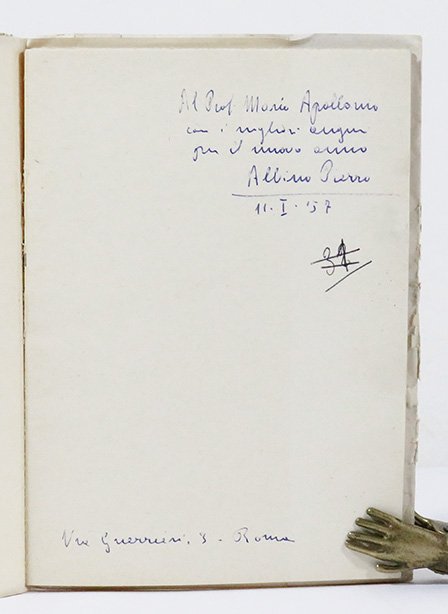 Al Prof. Mario Apollonio
con i migliori auguri
per il nuovo anno
Albino Pierro
11. I. '57
Via Guerrieri, 3 - Roma